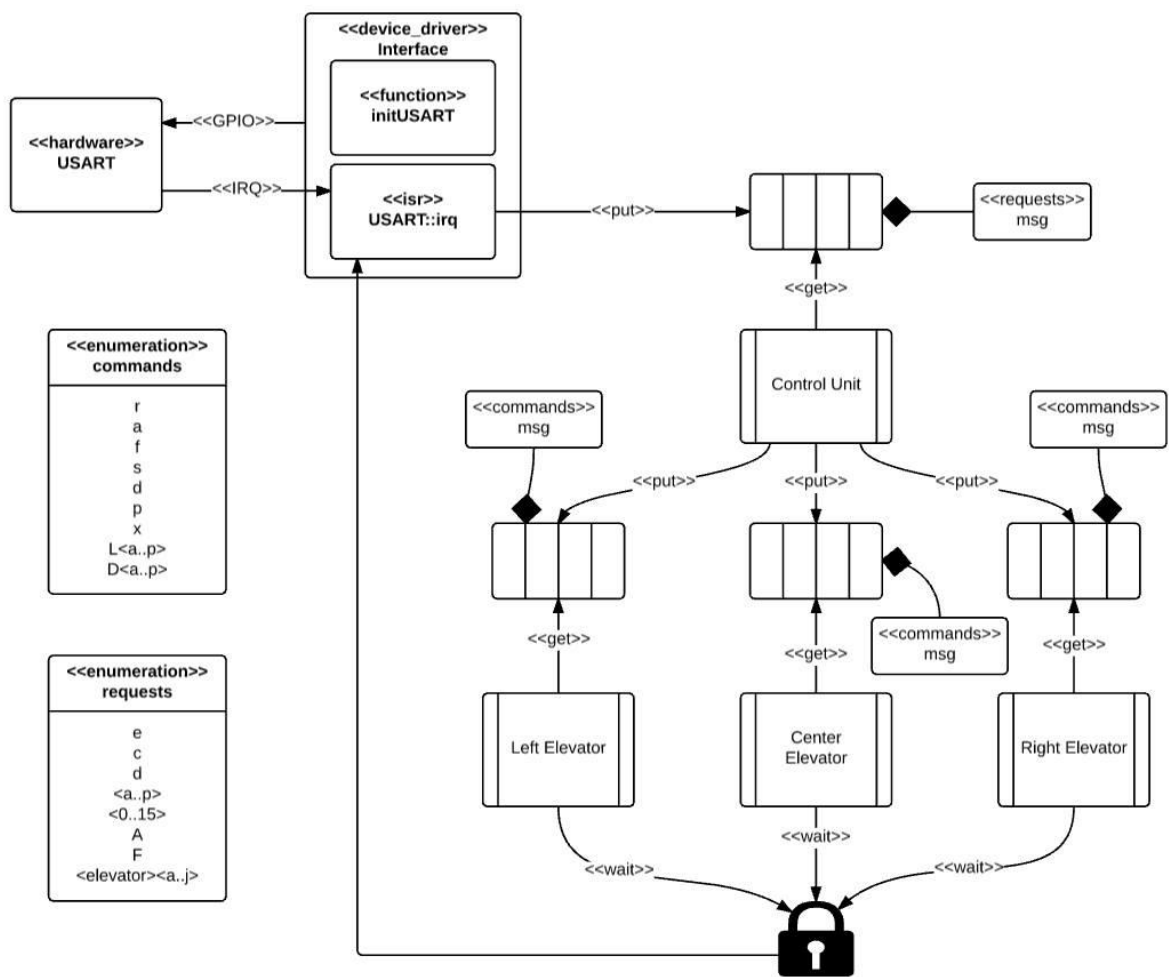 <<device_driver>>
Interface
<<function>>
initUSART
<<hardware>>
USART
<<GPIO>>
<<IRQ>>
<<isr>>
USART::irq
<<put>>
<<requests>>
msg
<<get>>
<<enumeration>>
commands
r
a
f
s
d
p
x
L<a..p>
D<a..p>
Control Unit
<<commands>>
msg
<<commands>>
msg
<<put>>
<<put>>
<<put>>
<<get>>
<<get>>
<<commands>>
msg
<<get>>
<<enumeration>>
requests
e
c
d
<a..p>
<0..15>
A
F
<elevator><a..j>
Left Elevator
Center
Elevator
Right Elevator
<<wait>>
<<wait>>
<<wait>>